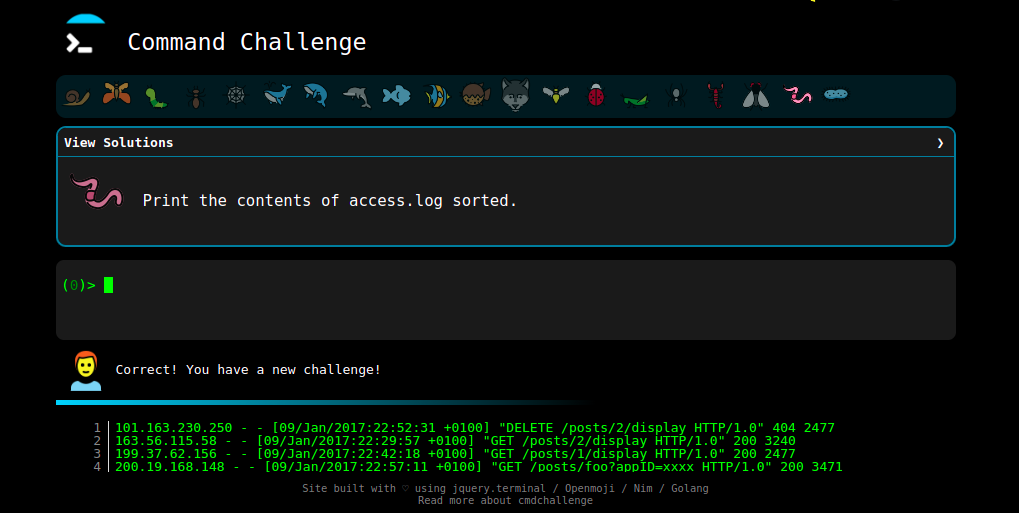 Command Challenge
View Solutions ❯
Print the contents of access.log sorted.
(0)>
Correct! You have a new challenge!
1 101.163.230.250 - - [09/Jan/2017:22:52:31 +0100] "DELETE /posts/2/display HTTP/1.0" 404 2477
2 163.56.115.58 - - [09/Jan/2017:22:29:57 +0100] "GET /posts/2/display HTTP/1.0" 200 3240
3 199.37.62.156 - - [09/Jan/2017:22:42:18 +0100] "GET /posts/1/display HTTP/1.0" 200 2477
4 200.19.168.148 - - [09/Jan/2017:22:57:11 +0100] "GET /posts/foo?appID=xxxx HTTP/1.0" 200 3471
Site built with ♡ using jquery.terminal / Openmoji / Nim / Golang
Read more about cmdchallenge